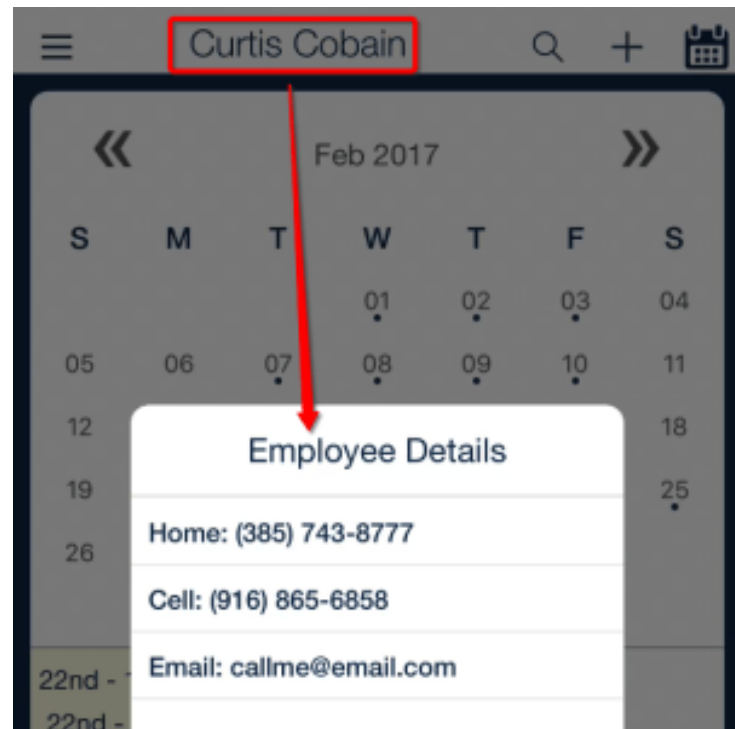 Curtis Cobain
Feb 2017
S M T W T F S
01 02 03 04
05 06 07 08 09 10 11
12 18
19 25
26
Employee Details
Home: (385) 743-8777
Cell: (916) 865-6858
Email: callme@email.com
22nd -
22nd -